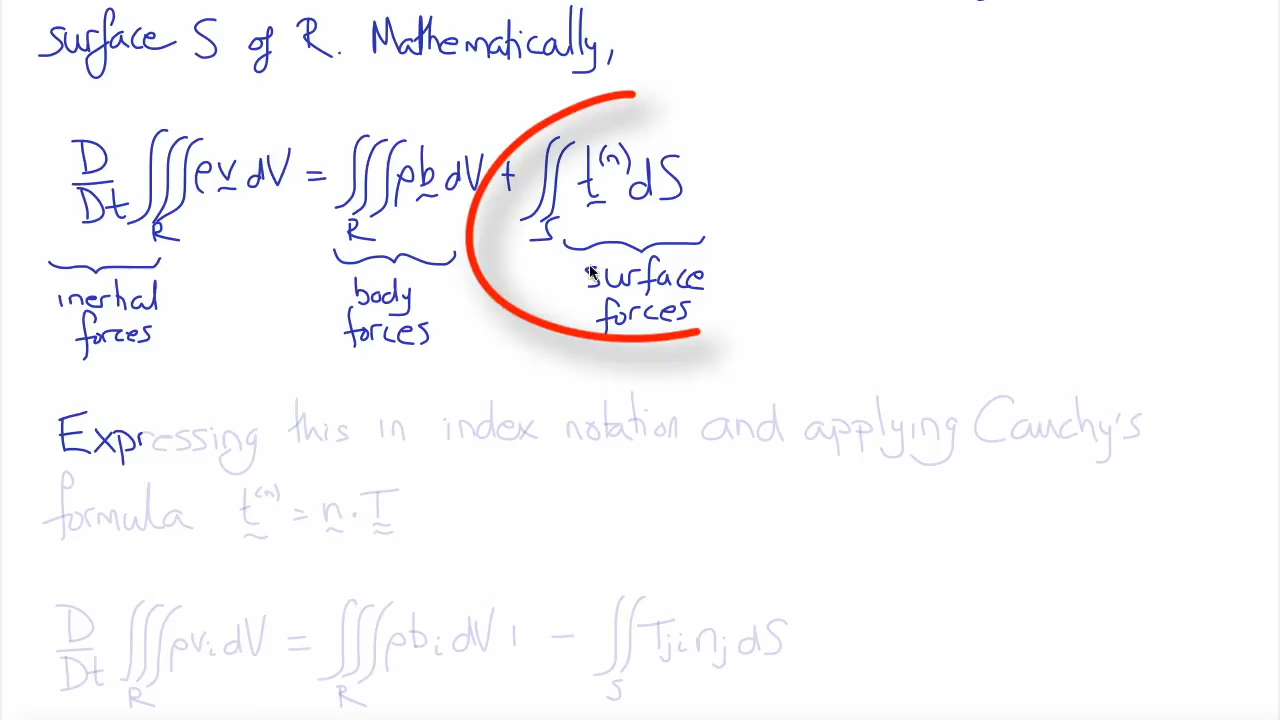 surface S of R. Mathematically,
D/Dt ∭_R ρv dV = ∭_R ρb dV + ∬_S t^(n) dS
inertial forces
body forces
surface forces
Expressing this in index notation and applying Cauchy's
formula t^(n) = n · T
D/Dt ∭_R ρv_i dV = ∭_R ρb_i dV ı − ∬_S T_ji n_j dS